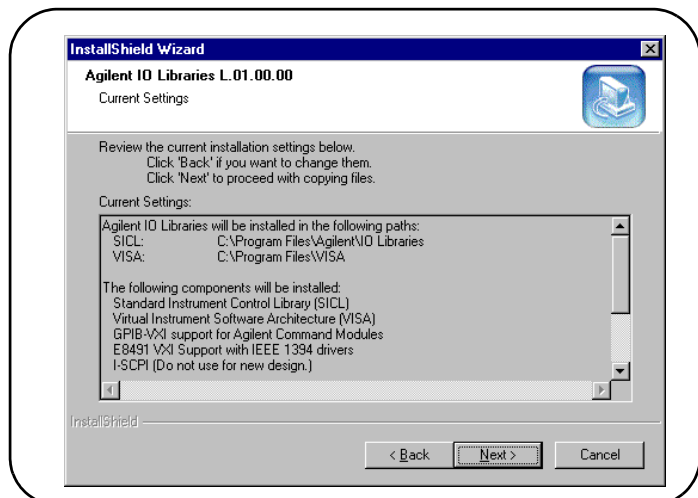 InstallShield Wizard
Agilent IO Libraries L.01.00.00
Current Settings
Review the current installation settings below.
Click 'Back' if you want to change them.
Click 'Next' to proceed with copying files.
Current Settings:
Agilent IO Libraries will be installed in the following paths:
SICL: C:\Program Files\Agilent\IO Libraries
VISA: C:\Program Files\VISA
The following components will be installed:
Standard Instrument Control Library (SICL)
Virtual Instrument Software Architecture (VISA)
GPIB-VXI support for Agilent Command Modules
E8491 VXI Support with IEEE 1394 drivers
I-SCPI (Do not use for new design.)
InstallShield
< Back Next > Cancel